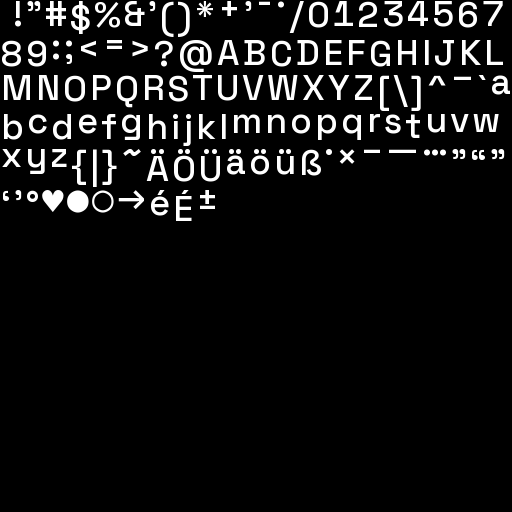 !"#$%&'()*+'-·/01234567
89:;<=>?@ABCDEFGHIJKL
MNOPQRSTUVWXYZ[\]^_`a
bcdefghijklmnopqrstuvw
xyz{|}~ÄÖÜäöüß·×–—…”“”
‘’°♥●○→éÉ±